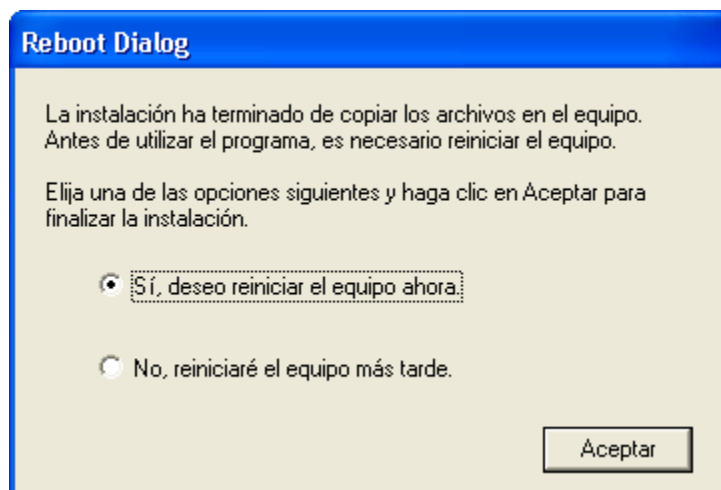 Reboot Dialog
La instalación ha terminado de copiar los archivos en el equipo.
Antes de utilizar el programa, es necesario reiniciar el equipo.
Elija una de las opciones siguientes y haga clic en Aceptar para
finalizar la instalación.
Sí, deseo reiniciar el equipo ahora.
No, reiniciaré el equipo más tarde.
Aceptar